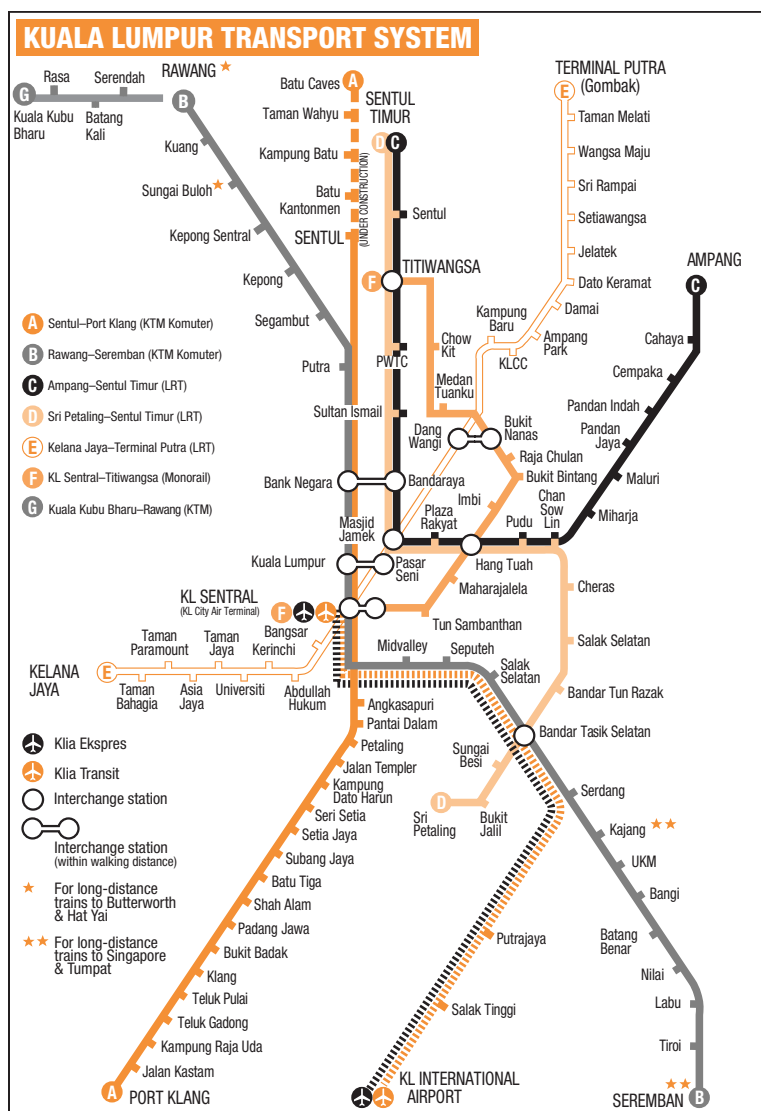 KUALA LUMPUR TRANSPORT SYSTEM
RAWANG
Rasa
Serendah
G
B
Kuala Kubu
Bharu
Batang
Kali
Kuang
Sungai Buloh
Kepong Sentral
Kepong
Segambut
Putra
Batu Caves
A
Taman Wahyu
Kampung Batu
Batu
Kantonmen
SENTUL
(UNDER CONSTRUCTION)
SENTUL
TIMUR
D
C
Sentul
F
TITIWANGSA
PWTC
Sultan Ismail
Chow
Kit
Medan
Tuanku
TERMINAL PUTRA
(Gombak)
E
Taman Melati
Wangsa Maju
Sri Rampai
Setiawangsa
Jelatek
Dato Keramat
Damai
Ampang
Park
KLCC
Kampung
Baru
AMPANG
C
Cahaya
Cempaka
Pandan Indah
Pandan
Jaya
Maluri
Miharja
A Sentul–Port Klang (KTM Komuter)
B Rawang–Seremban (KTM Komuter)
C Ampang–Sentul Timur (LRT)
D Sri Petaling–Sentul Timur (LRT)
E Kelana Jaya–Terminal Putra (LRT)
F KL Sentral–Titiwangsa (Monorail)
G Kuala Kubu Bharu–Rawang (KTM)
Dang
Wangi
Bukit
Nanas
Raja Chulan
Bukit Bintang
Imbi
Bank Negara
Bandaraya
Masjid
Jamek
Plaza
Rakyat
Pudu
Chan
Sow
Lin
Hang Tuah
Kuala Lumpur
Pasar
Seni
Maharajalela
Tun Sambanthan
KL SENTRAL
(KL City Air Terminal)
F
Cheras
Salak Selatan
Bandar Tun Razak
Bandar Tasik Selatan
Sungai
Besi
Bukit
Jalil
Sri
Petaling
D
KELANA
JAYA
E
Taman
Paramount
Taman
Jaya
Bangsar
Kerinchi
Taman
Bahagia
Asia
Jaya
Universiti
Abdullah
Hukum
Midvalley
Seputeh
Salak
Selatan
Serdang
Kajang
UKM
Bangi
Batang
Benar
Nilai
Labu
Tiroi
SEREMBAN
B
Angkasapuri
Pantai Dalam
Petaling
Jalan Templer
Kampung
Dato Harun
Seri Setia
Setia Jaya
Subang Jaya
Batu Tiga
Shah Alam
Padang Jawa
Bukit Badak
Klang
Teluk Pulai
Teluk Gadong
Kampung Raja Uda
Jalan Kastam
A
PORT KLANG
Putrajaya
Salak Tinggi
KL INTERNATIONAL
AIRPORT
Klia Ekspres
Klia Transit
Interchange station
Interchange station
(within walking distance)
For long-distance
trains to Butterworth
& Hat Yai
For long-distance
trains to Singapore
& Tumpat